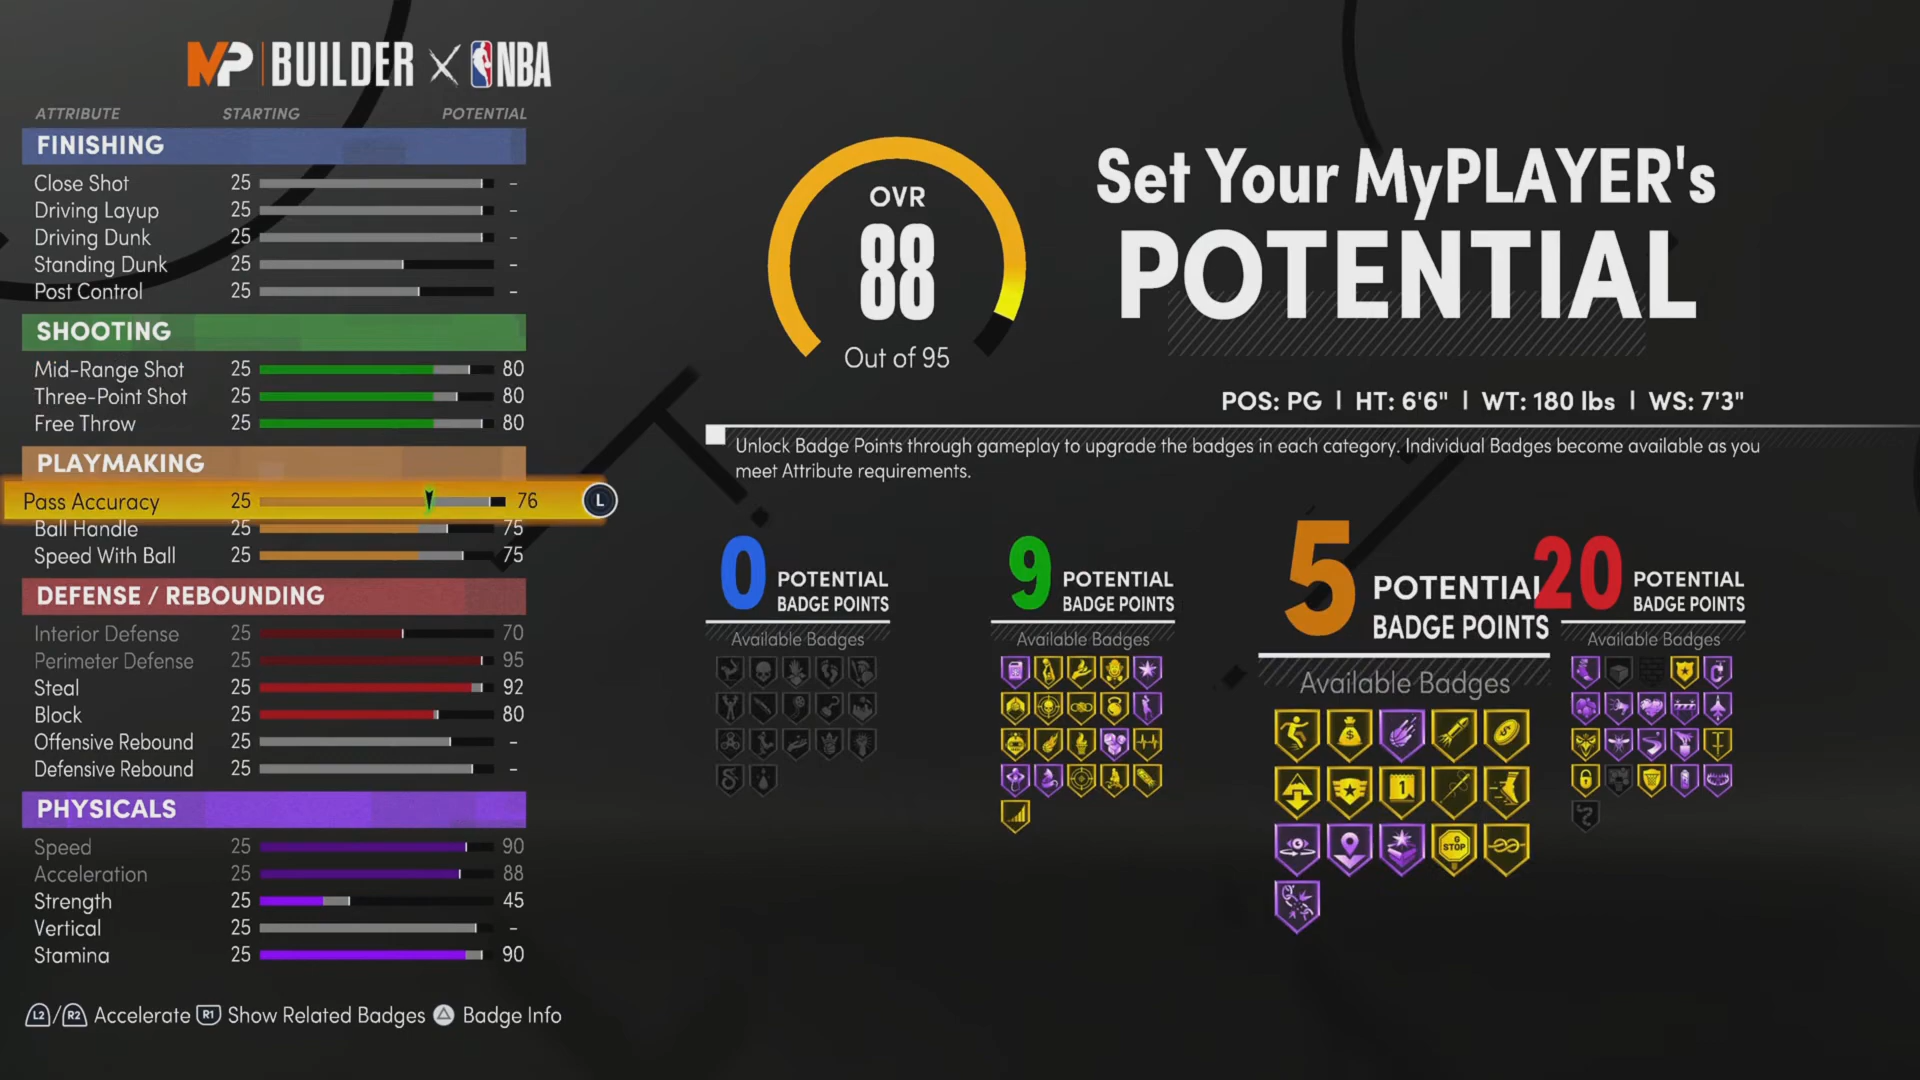 MP | BUILDER X NBA
ATTRIBUTE STARTING POTENTIAL
FINISHING
Close Shot 25 -
Driving Layup 25 -
Driving Dunk 25 -
Standing Dunk 25 -
Post Control 25 -
SHOOTING
Mid-Range Shot 25 80
Three-Point Shot 25 80
Free Throw 25 80
PLAYMAKING
Pass Accuracy 25 76 L
Ball Handle 25 75
Speed With Ball 25 75
DEFENSE / REBOUNDING
Interior Defense 25 70
Perimeter Defense 25 95
Steal 25 92
Block 25 80
Offensive Rebound 25 -
Defensive Rebound 25 -
PHYSICALS
Speed 25 90
Acceleration 25 88
Strength 25 45
Vertical 25 -
Stamina 25 90
L2/R2 Accelerate R1 Show Related Badges Badge Info
OVR
88
Out of 95
Set Your MyPLAYER's
POTENTIAL
POS: PG | HT: 6'6" | WT: 180 lbs | WS: 7'3"
Unlock Badge Points through gameplay to upgrade the badges in each category. Individual Badges become available as you
meet Attribute requirements.
0 POTENTIAL
BADGE POINTS
Available Badges
9 POTENTIAL
BADGE POINTS
Available Badges
5 POTENTIAL
BADGE POINTS
Available Badges
1
G
STOP
20 POTENTIAL
BADGE POINTS
Available Badges